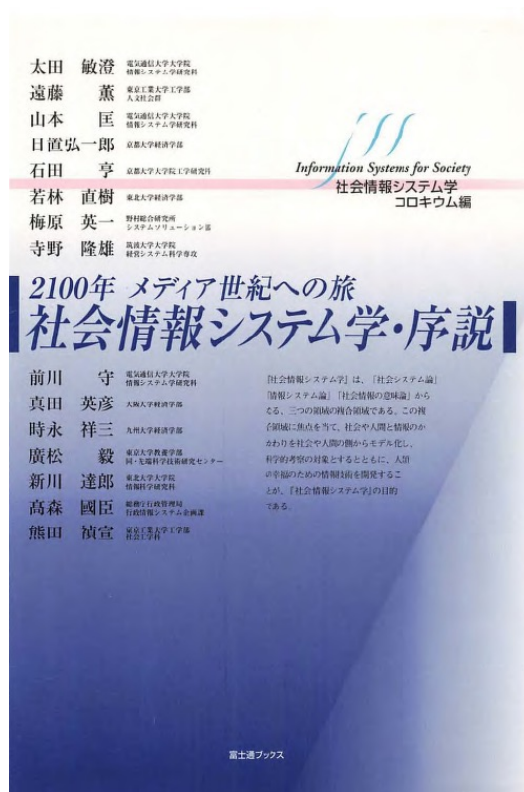 太田 敏澄 電気通信大学大学院
情報システム学研究科
遠藤 薫 東京工業大学工学部
人文社会群
山本 匡 電気通信大学大学院
情報システム学研究科
日置弘一郎 京都大学経済学部
石田 亨 京都大学大学院工学研究科
若林 直樹 東北大学経済学部
梅原 英一 野村総合研究所
システムソリューション部
寺野 隆雄 筑波大学大学院
経営システム科学専攻
jss
Information Systems for Society
社会情報システム学
コロキウム編
2100年 メディア世紀への旅
社会情報システム学・序説
前川 守 電気通信大学大学院
情報システム学研究科
真田 英彦 大阪大学経済学部
時永 祥三 九州大学経済学部
廣松 毅 東京大学教養学部
同・先端科学技術研究センター
新川 達郎 東北大学大学院
情報科学研究科
高森 國臣 総務庁行政管理局
行政情報システム企画課
熊田 禎宣 東京工業大学工学部
社会工学科
『社会情報システム学』は、「社会システム論」
「情報システム論」「社会情報の意味論」から
なる、三つの領域の複合領域である。この複
合領域に焦点を当て、社会や人間と情報のか
かわりを社会や人間の側からモデル化し、
科学的考察の対象とするとともに、人類
の幸福のための情報技術を開発するこ
とが、『社会情報システム学』の目的
である。
富士通ブックス